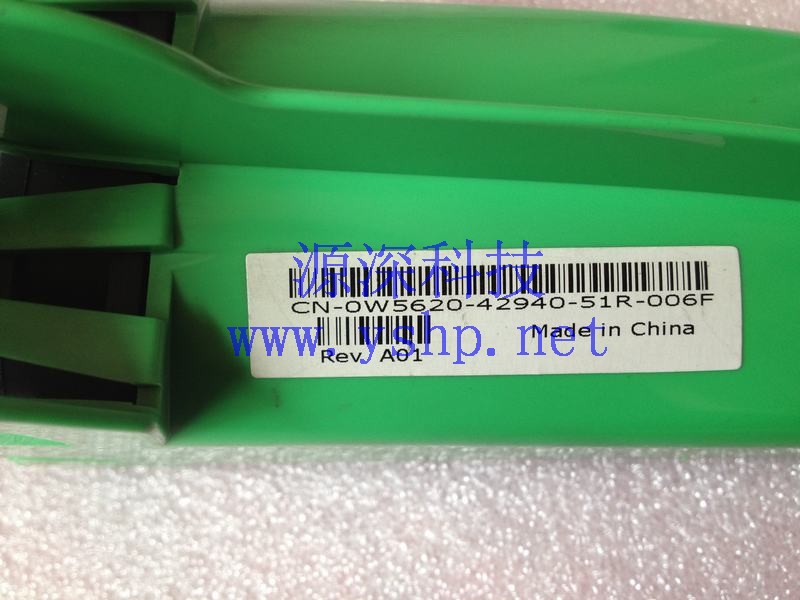 源深科技
CN-0W5620-42940-51R-006F
www.yshp.net
Made in China
Rev. A01